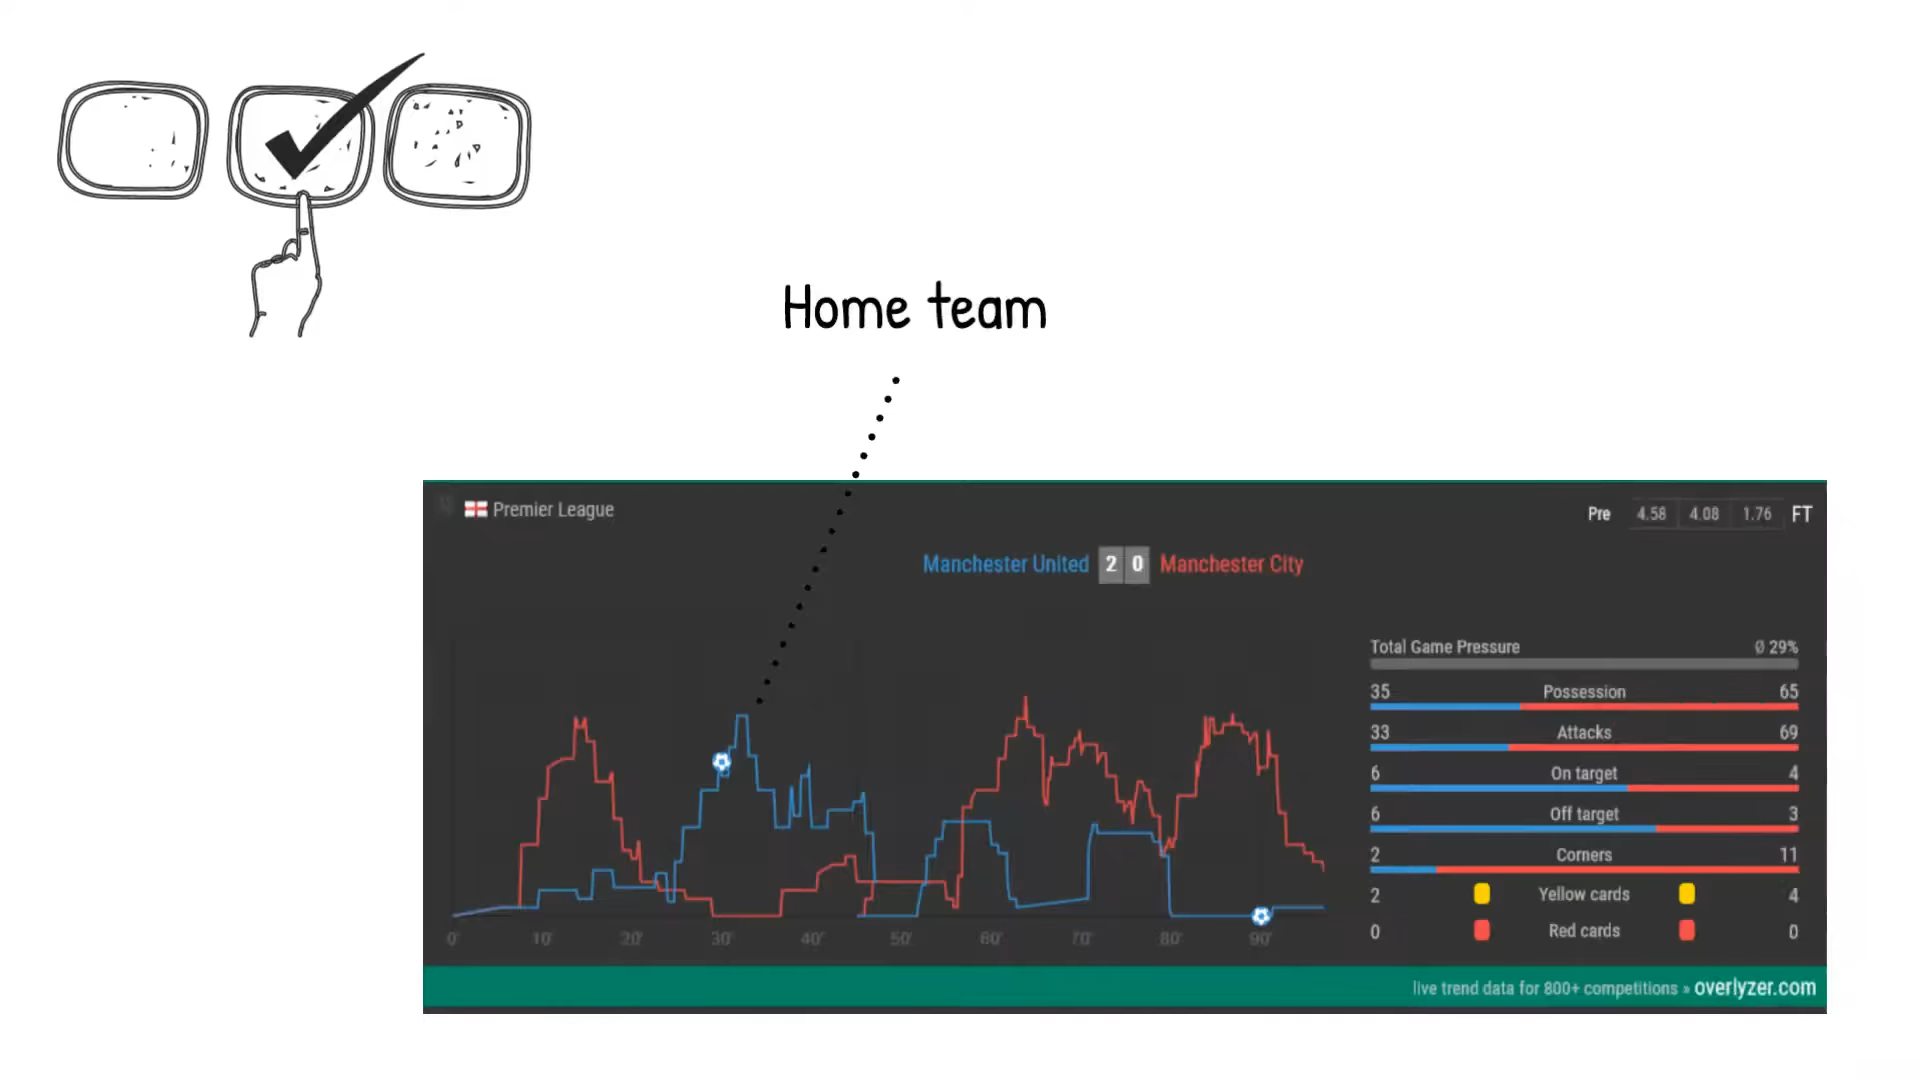 Home team
Premier League
Pre 4.58 4.08 1.76 FT
Manchester United 2 0 Manchester City
Total Game Pressure Ø 29%
35 Possession 65
33 Attacks 69
6 On target 4
6 Off target 3
2 Corners 11
2 Yellow cards 4
0 Red cards 0
0' 10' 20' 30' 40' 50' 60' 70' 80' 90'
live trend data for 800+ competitions » overlyzer.com